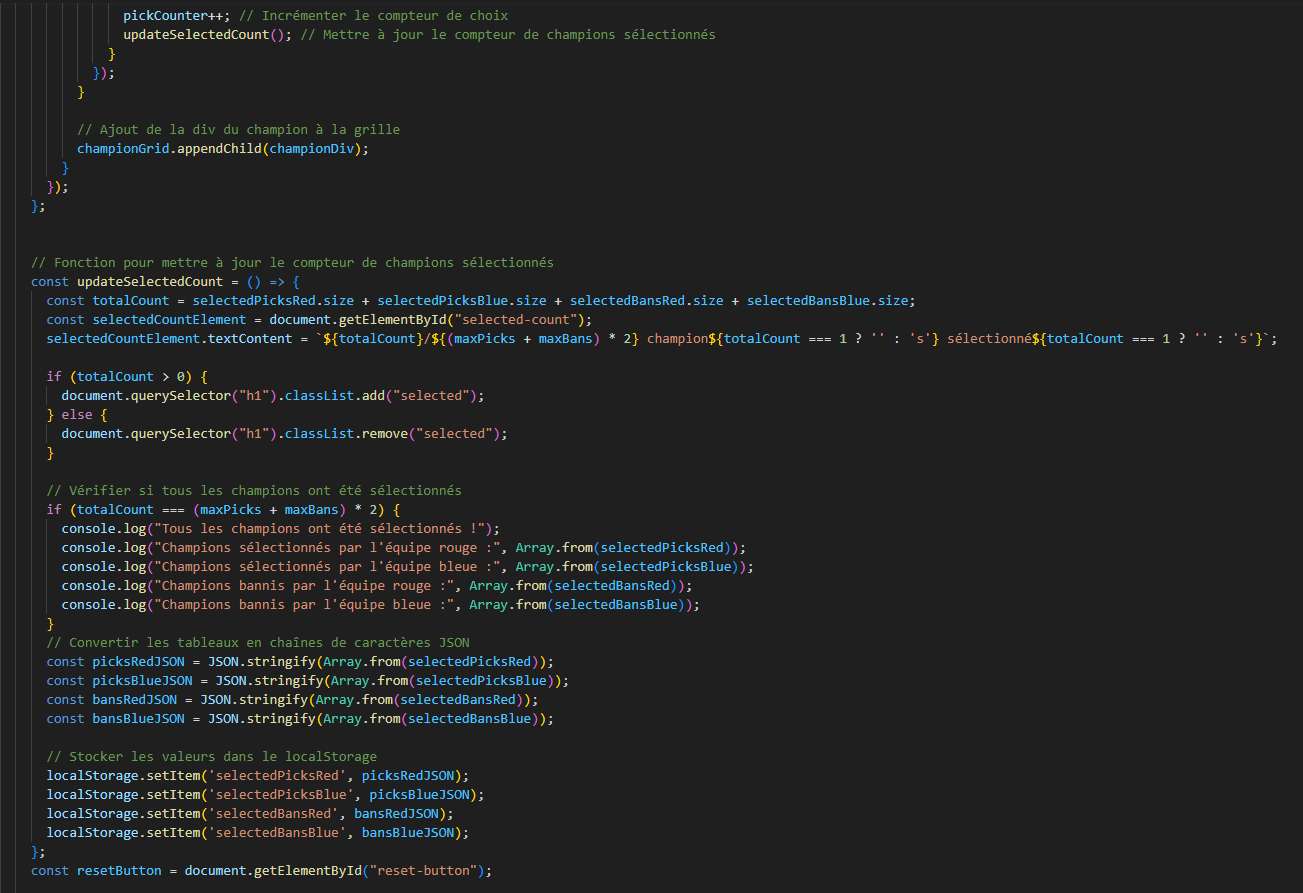 pickCounter++; // Incrémenter le compteur de choix
updateSelectedCount(); // Mettre à jour le compteur de champions sélectionnés
}
});
}
// Ajout de la div du champion à la grille
championGrid.appendChild(championDiv);
}
});
};
// Fonction pour mettre à jour le compteur de champions sélectionnés
const updateSelectedCount = () => {
const totalCount = selectedPicksRed.size + selectedPicksBlue.size + selectedBansRed.size + selectedBansBlue.size;
const selectedCountElement = document.getElementById("selected-count");
selectedCountElement.textContent = `${totalCount}/${(maxPicks + maxBans) * 2} champion${totalCount === 1 ? '' : 's'} sélectionné${totalCount === 1 ? '' : 's'}`;
if (totalCount > 0) {
document.querySelector("h1").classList.add("selected");
} else {
document.querySelector("h1").classList.remove("selected");
}
// Vérifier si tous les champions ont été sélectionnés
if (totalCount === (maxPicks + maxBans) * 2) {
console.log("Tous les champions ont été sélectionnés !");
console.log("Champions sélectionnés par l'équipe rouge :", Array.from(selectedPicksRed));
console.log("Champions sélectionnés par l'équipe bleue :", Array.from(selectedPicksBlue));
console.log("Champions bannis par l'équipe rouge :", Array.from(selectedBansRed));
console.log("Champions bannis par l'équipe bleue :", Array.from(selectedBansBlue));
}
// Convertir les tableaux en chaînes de caractères JSON
const picksRedJSON = JSON.stringify(Array.from(selectedPicksRed));
const picksBlueJSON = JSON.stringify(Array.from(selectedPicksBlue));
const bansRedJSON = JSON.stringify(Array.from(selectedBansRed));
const bansBlueJSON = JSON.stringify(Array.from(selectedBansBlue));
// Stocker les valeurs dans le localStorage
localStorage.setItem('selectedPicksRed', picksRedJSON);
localStorage.setItem('selectedPicksBlue', picksBlueJSON);
localStorage.setItem('selectedBansRed', bansRedJSON);
localStorage.setItem('selectedBansBlue', bansBlueJSON);
};
const resetButton = document.getElementById("reset-button");